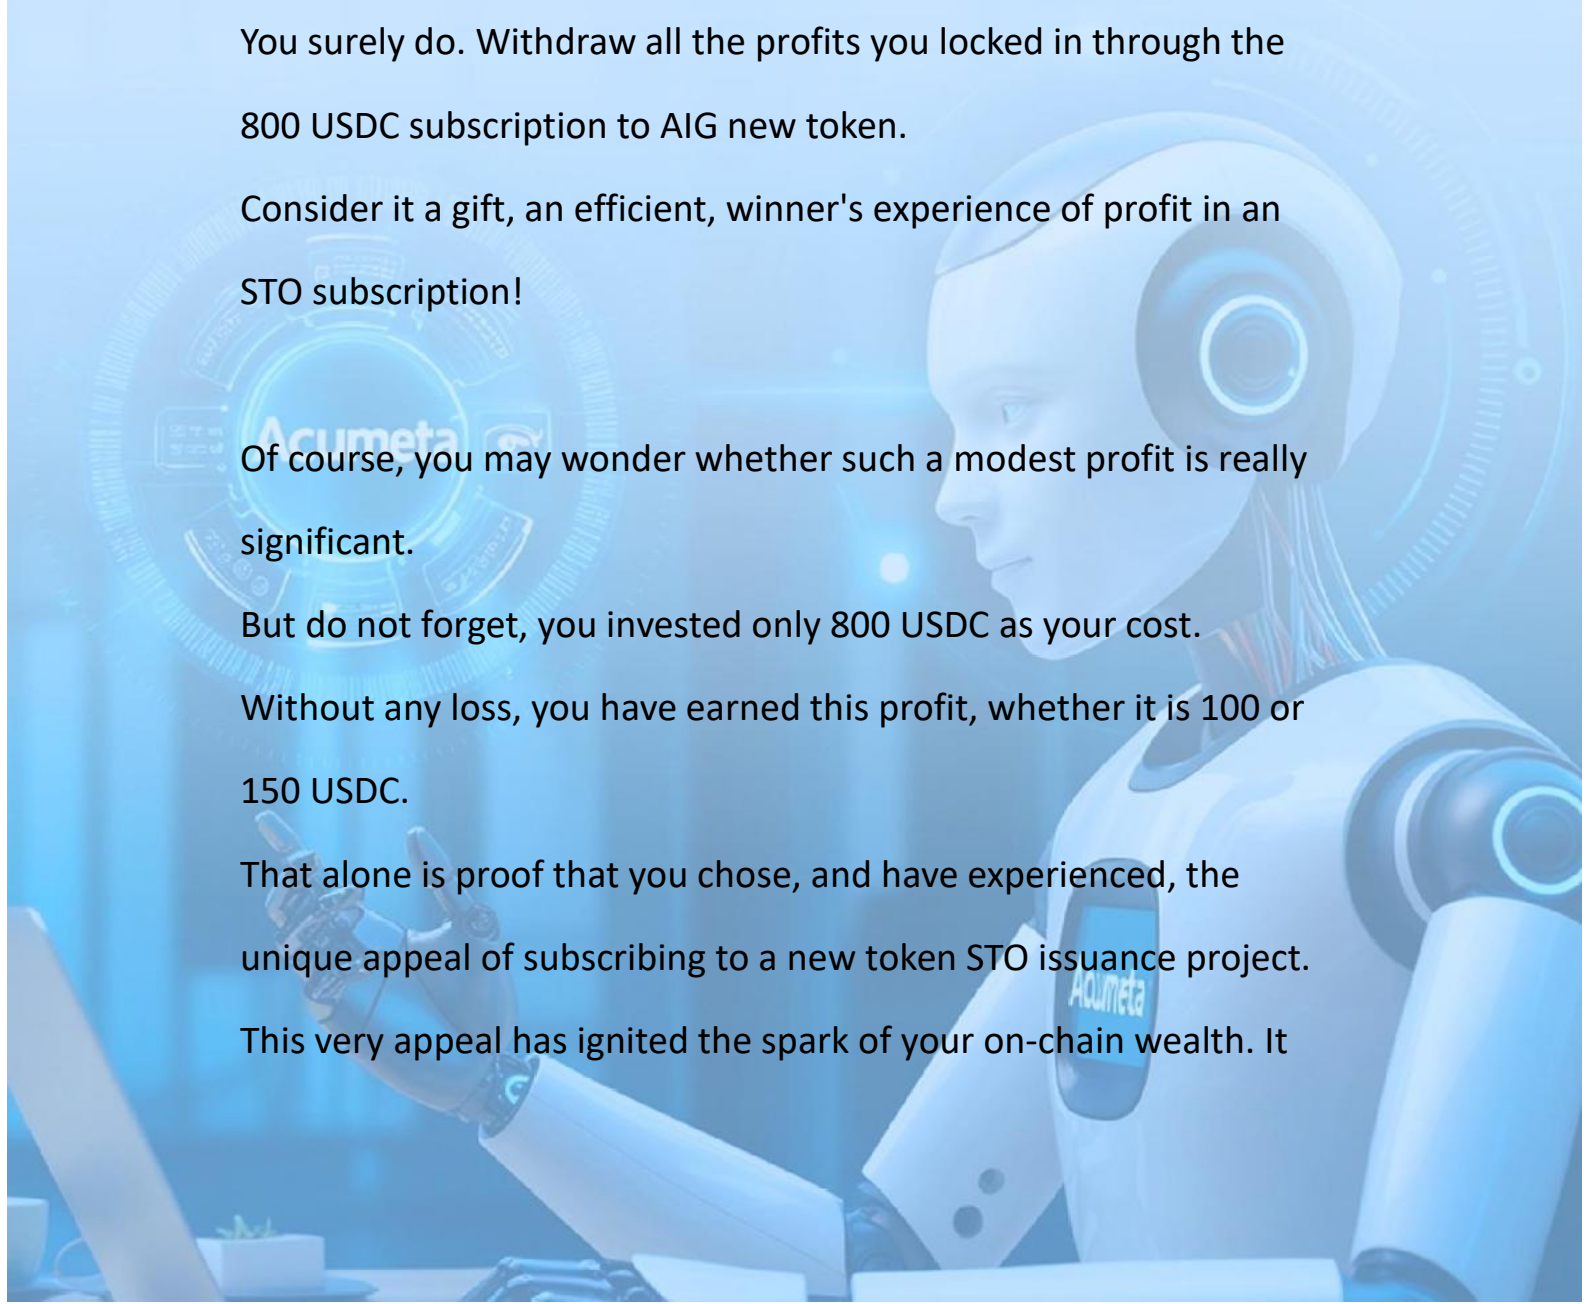 You surely do. Withdraw all the profits you locked in through the
800 USDC subscription to AIG new token.
Consider it a gift, an efficient, winner's experience of profit in an
STO subscription!
Acumeta
Of course, you may wonder whether such a modest profit is really
significant.
But do not forget, you invested only 800 USDC as your cost.
Without any loss, you have earned this profit, whether it is 100 or
150 USDC.
That alone is proof that you chose, and have experienced, the
unique appeal of subscribing to a new token STO issuance project.
Acumeta
This very appeal has ignited the spark of your on-chain wealth. It